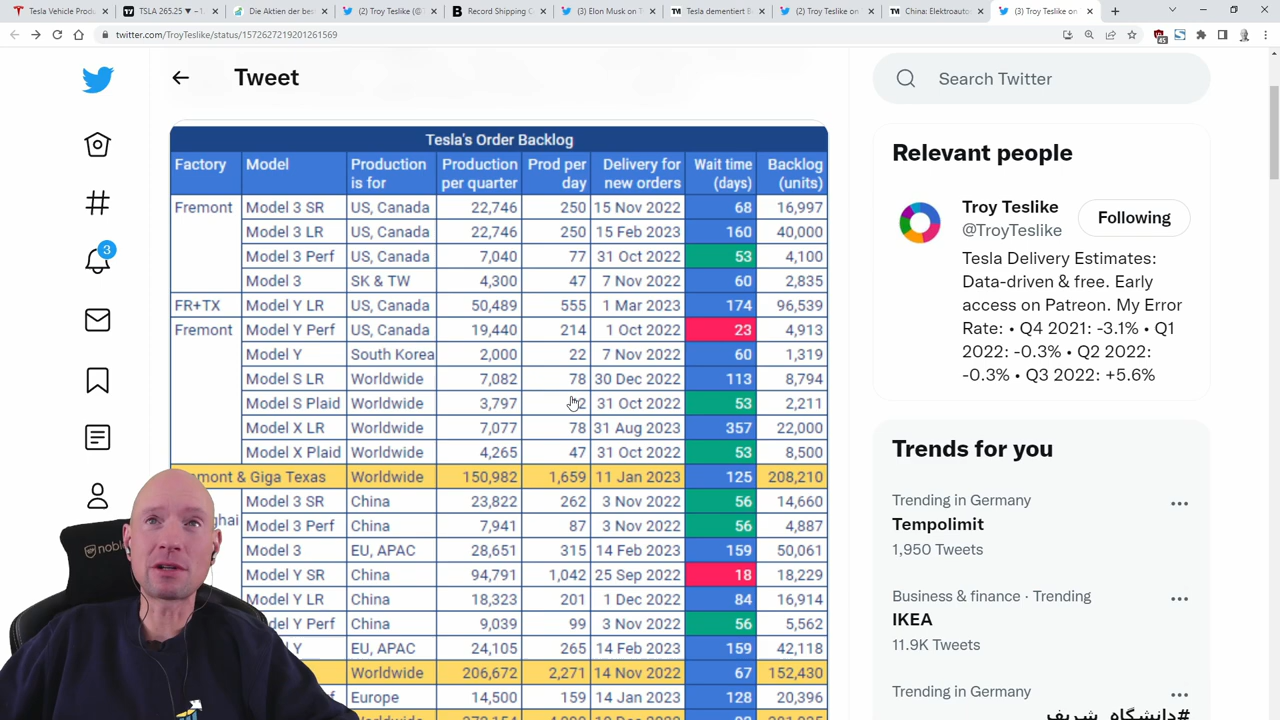 Tesla Vehicle Produ
TSLA 265.25 ▼ −1.
Die Aktien der best
(2) Troy Teslike (@T
Record Shipping C
(3) Elon Musk on T
Tesla dementiert B
(2) Troy Teslike on
China: Elektroauto
(3) Troy Teslike on
twitter.com/TroyTeslike/status/1572627219201261569
Tweet
Search Twitter
Tesla's Order Backlog
Factory Model Production is for Production per quarter Prod per day Delivery for new orders Wait time (days) Backlog (units)
Fremont Model 3 SR US, Canada 22,746 250 15 Nov 2022 68 16,997
Model 3 LR US, Canada 22,746 250 15 Feb 2023 160 40,000
Model 3 Perf US, Canada 7,040 77 31 Oct 2022 53 4,100
Model 3 SK & TW 4,300 47 7 Nov 2022 60 2,835
FR+TX Model Y LR US, Canada 50,489 555 1 Mar 2023 174 96,539
Fremont Model Y Perf US, Canada 19,440 214 1 Oct 2022 23 4,913
Model Y South Korea 2,000 22 7 Nov 2022 60 1,319
Model S LR Worldwide 7,082 78 30 Dec 2022 113 8,794
Model S Plaid Worldwide 3,797 2 31 Oct 2022 53 2,211
Model X LR Worldwide 7,077 78 31 Aug 2023 357 22,000
Model X Plaid Worldwide 4,265 47 31 Oct 2022 53 8,500
mont & Giga Texas Worldwide 150,982 1,659 11 Jan 2023 125 208,210
Model 3 SR China 23,822 262 3 Nov 2022 56 14,660
ghai Model 3 Perf China 7,941 87 3 Nov 2022 56 4,887
Model 3 EU, APAC 28,651 315 14 Feb 2023 159 50,061
Model Y SR China 94,791 1,042 25 Sep 2022 18 18,229
Model Y LR China 18,323 201 1 Dec 2022 84 16,914
Y Perf China 9,039 99 3 Nov 2022 56 5,562
Y EU, APAC 24,105 265 14 Feb 2023 159 42,118
Worldwide 206,672 2,271 14 Nov 2022 67 152,430
Europe 14,500 159 14 Jan 2023 128 20,396
3
noble
Relevant people
Troy Teslike
@TroyTeslike
Following
Tesla Delivery Estimates:
Data-driven & free. Early
access on Patreon. My Error
Rate: • Q4 2021: -3.1% • Q1
2022: -0.3% • Q2 2022:
-0.3% • Q3 2022: +5.6%
Trends for you
Trending in Germany
Tempolimit
1,950 Tweets
Business & finance · Trending
IKEA
11.9K Tweets
Trending in Germany
#دانشگاه_شریف